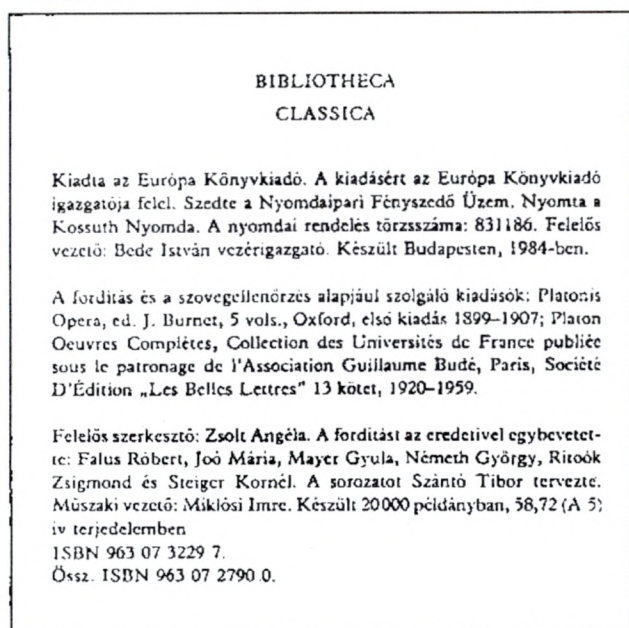 BIBLIOTHECA
CLASSICA
Kiadta az Európa Könyvkiadó. A kiadásért az Európa Könyvkiadó
igazgatója felel. Szedte a Nyomdaipari Fényszedő Üzem. Nyomta a
Kossuth Nyomda. A nyomdai rendelés törzsszáma: 831186. Felelős
vezető: Bede István vezérigazgató. Készült Budapesten, 1984-ben.
A fordítás és a szövegellenőrzés alapjául szolgáló kiadások: Platonis
Opera, ed. J. Burnet, 5 vols., Oxford, első kiadás 1899–1907; Platon
Oeuvres Complètes, Collection des Universités de France publiée
sous le patronage de l'Association Guillaume Budé, Paris, Société
D'Édition „Les Belles Lettres" 13 kötet, 1920–1959.
Felelős szerkesztő: Zsolt Angéla. A fordítást az eredetivel egybevetet-
te: Falus Róbert, Joó Mária, Mayer Gyula, Németh György, Ritoók
Zsigmond és Steiger Kornél. A sorozatot Szántó Tibor tervezte.
Műszaki vezető: Miklósi Imre. Készült 20000 példányban, 58,72 (A 5)
ív terjedelemben
ISBN 963 07 3229 7.
Össz. ISBN 963 07 2790.0.